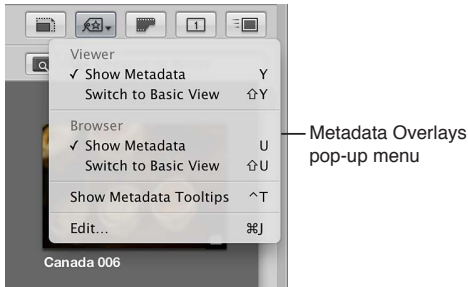 1
Viewer
✓ Show Metadata Y
Switch to Basic View ⇧Y
Browser
✓ Show Metadata U
Switch to Basic View ⇧U
Show Metadata Tooltips ^T
Edit... ⌘J
Canada 006
Metadata Overlays
pop-up menu